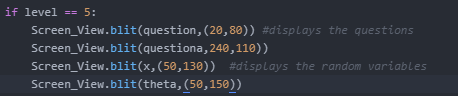 if level == 5:
    Screen_View.blit(question,(20,80)) #displays the questions
    Screen_View.blit(questiona,240,110))
    Screen_View.blit(x,(50,130))  #displays the random variables
    Screen_View.blit(theta,(50,150))